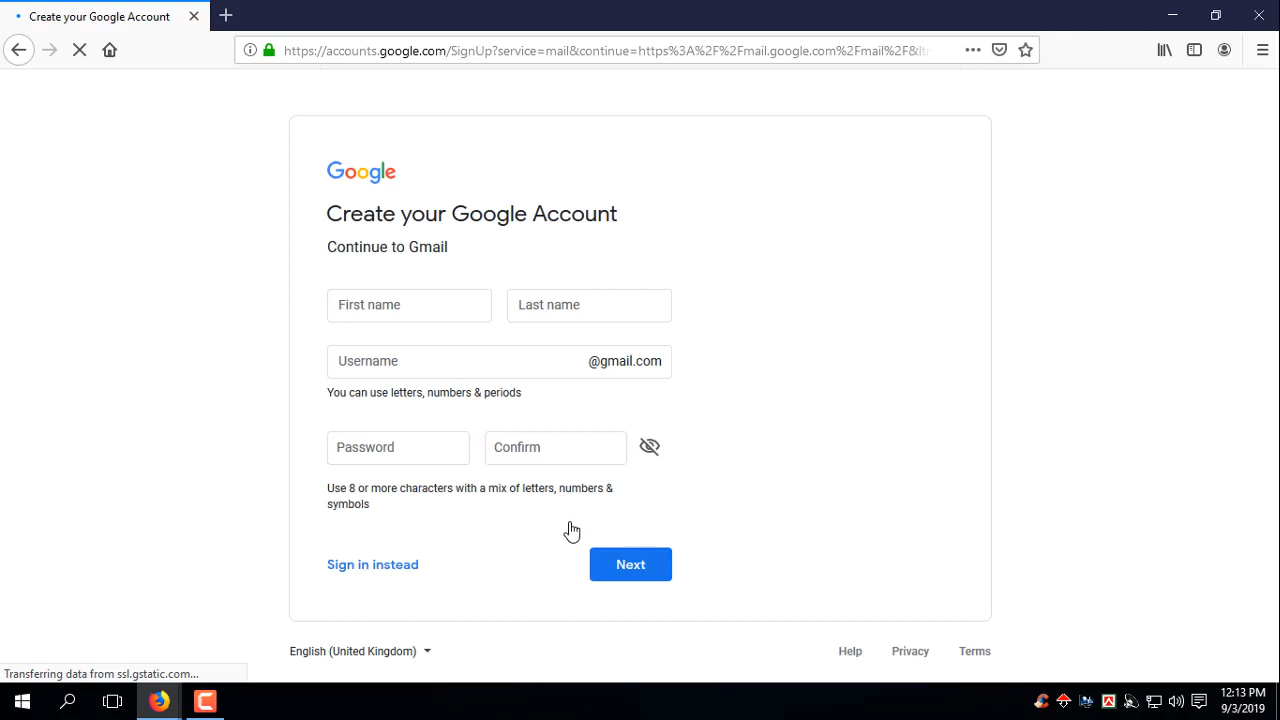 Create your Google Account
https://accounts.google.com/SignUp?service=mail&continue=https%3A%2F%2Fmail.google.com%2Fmail%2F&ltm
Google
Create your Google Account
Continue to Gmail
First name Last name
Username @gmail.com
You can use letters, numbers & periods
Password Confirm
Use 8 or more characters with a mix of letters, numbers &
symbols
Sign in instead Next
English (United Kingdom) Help Privacy Terms
Transferring data from ssl.gstatic.com...
12:13 PM
9/3/2019